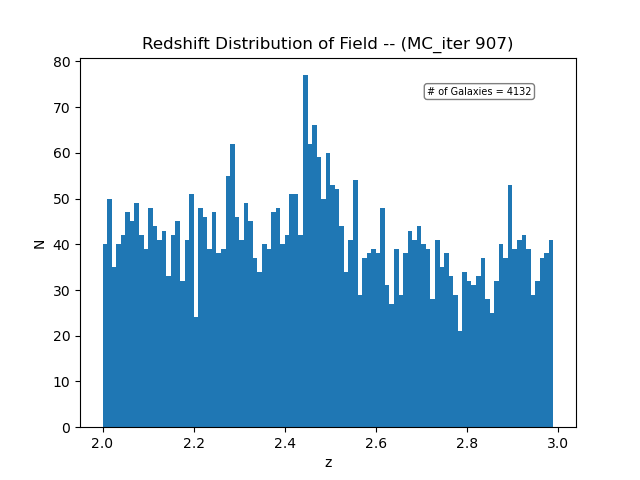 Redshift Distribution of Field -- (MC_iter 907)
# of Galaxies = 4132
80
70
60
50
40
30
20
10
0
N
2.0 2.2 2.4 2.6 2.8 3.0
z